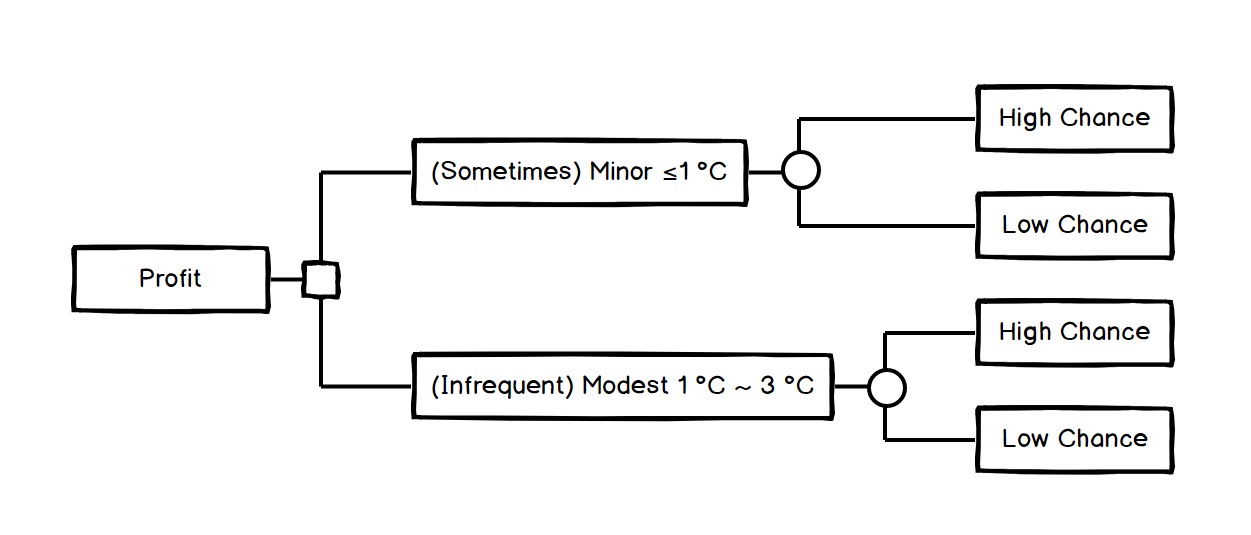 Profit
(Sometimes) Minor ≤1 °C
High Chance
Low Chance
(Infrequent) Modest 1 °C ~ 3 °C
High Chance
Low Chance